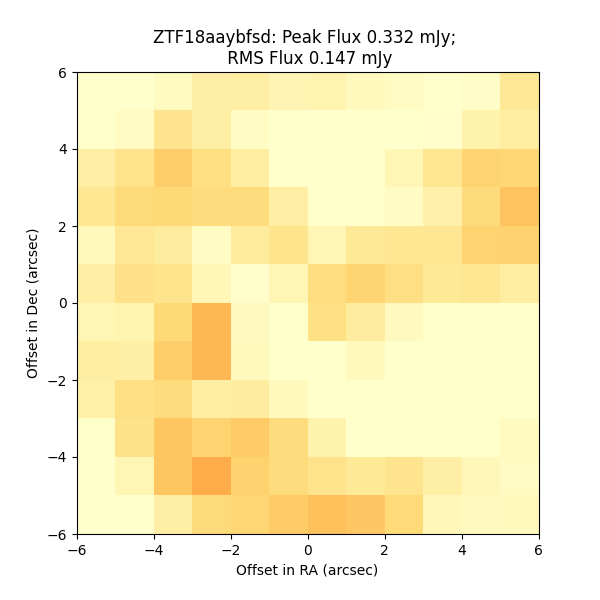 ZTF18aaybfsd: Peak Flux 0.332 mJy;
RMS Flux 0.147 mJy
6
4
2
0
−2
−4
−6
Offset in Dec (arcsec)
−6 −4 −2 0 2 4 6
Offset in RA (arcsec)